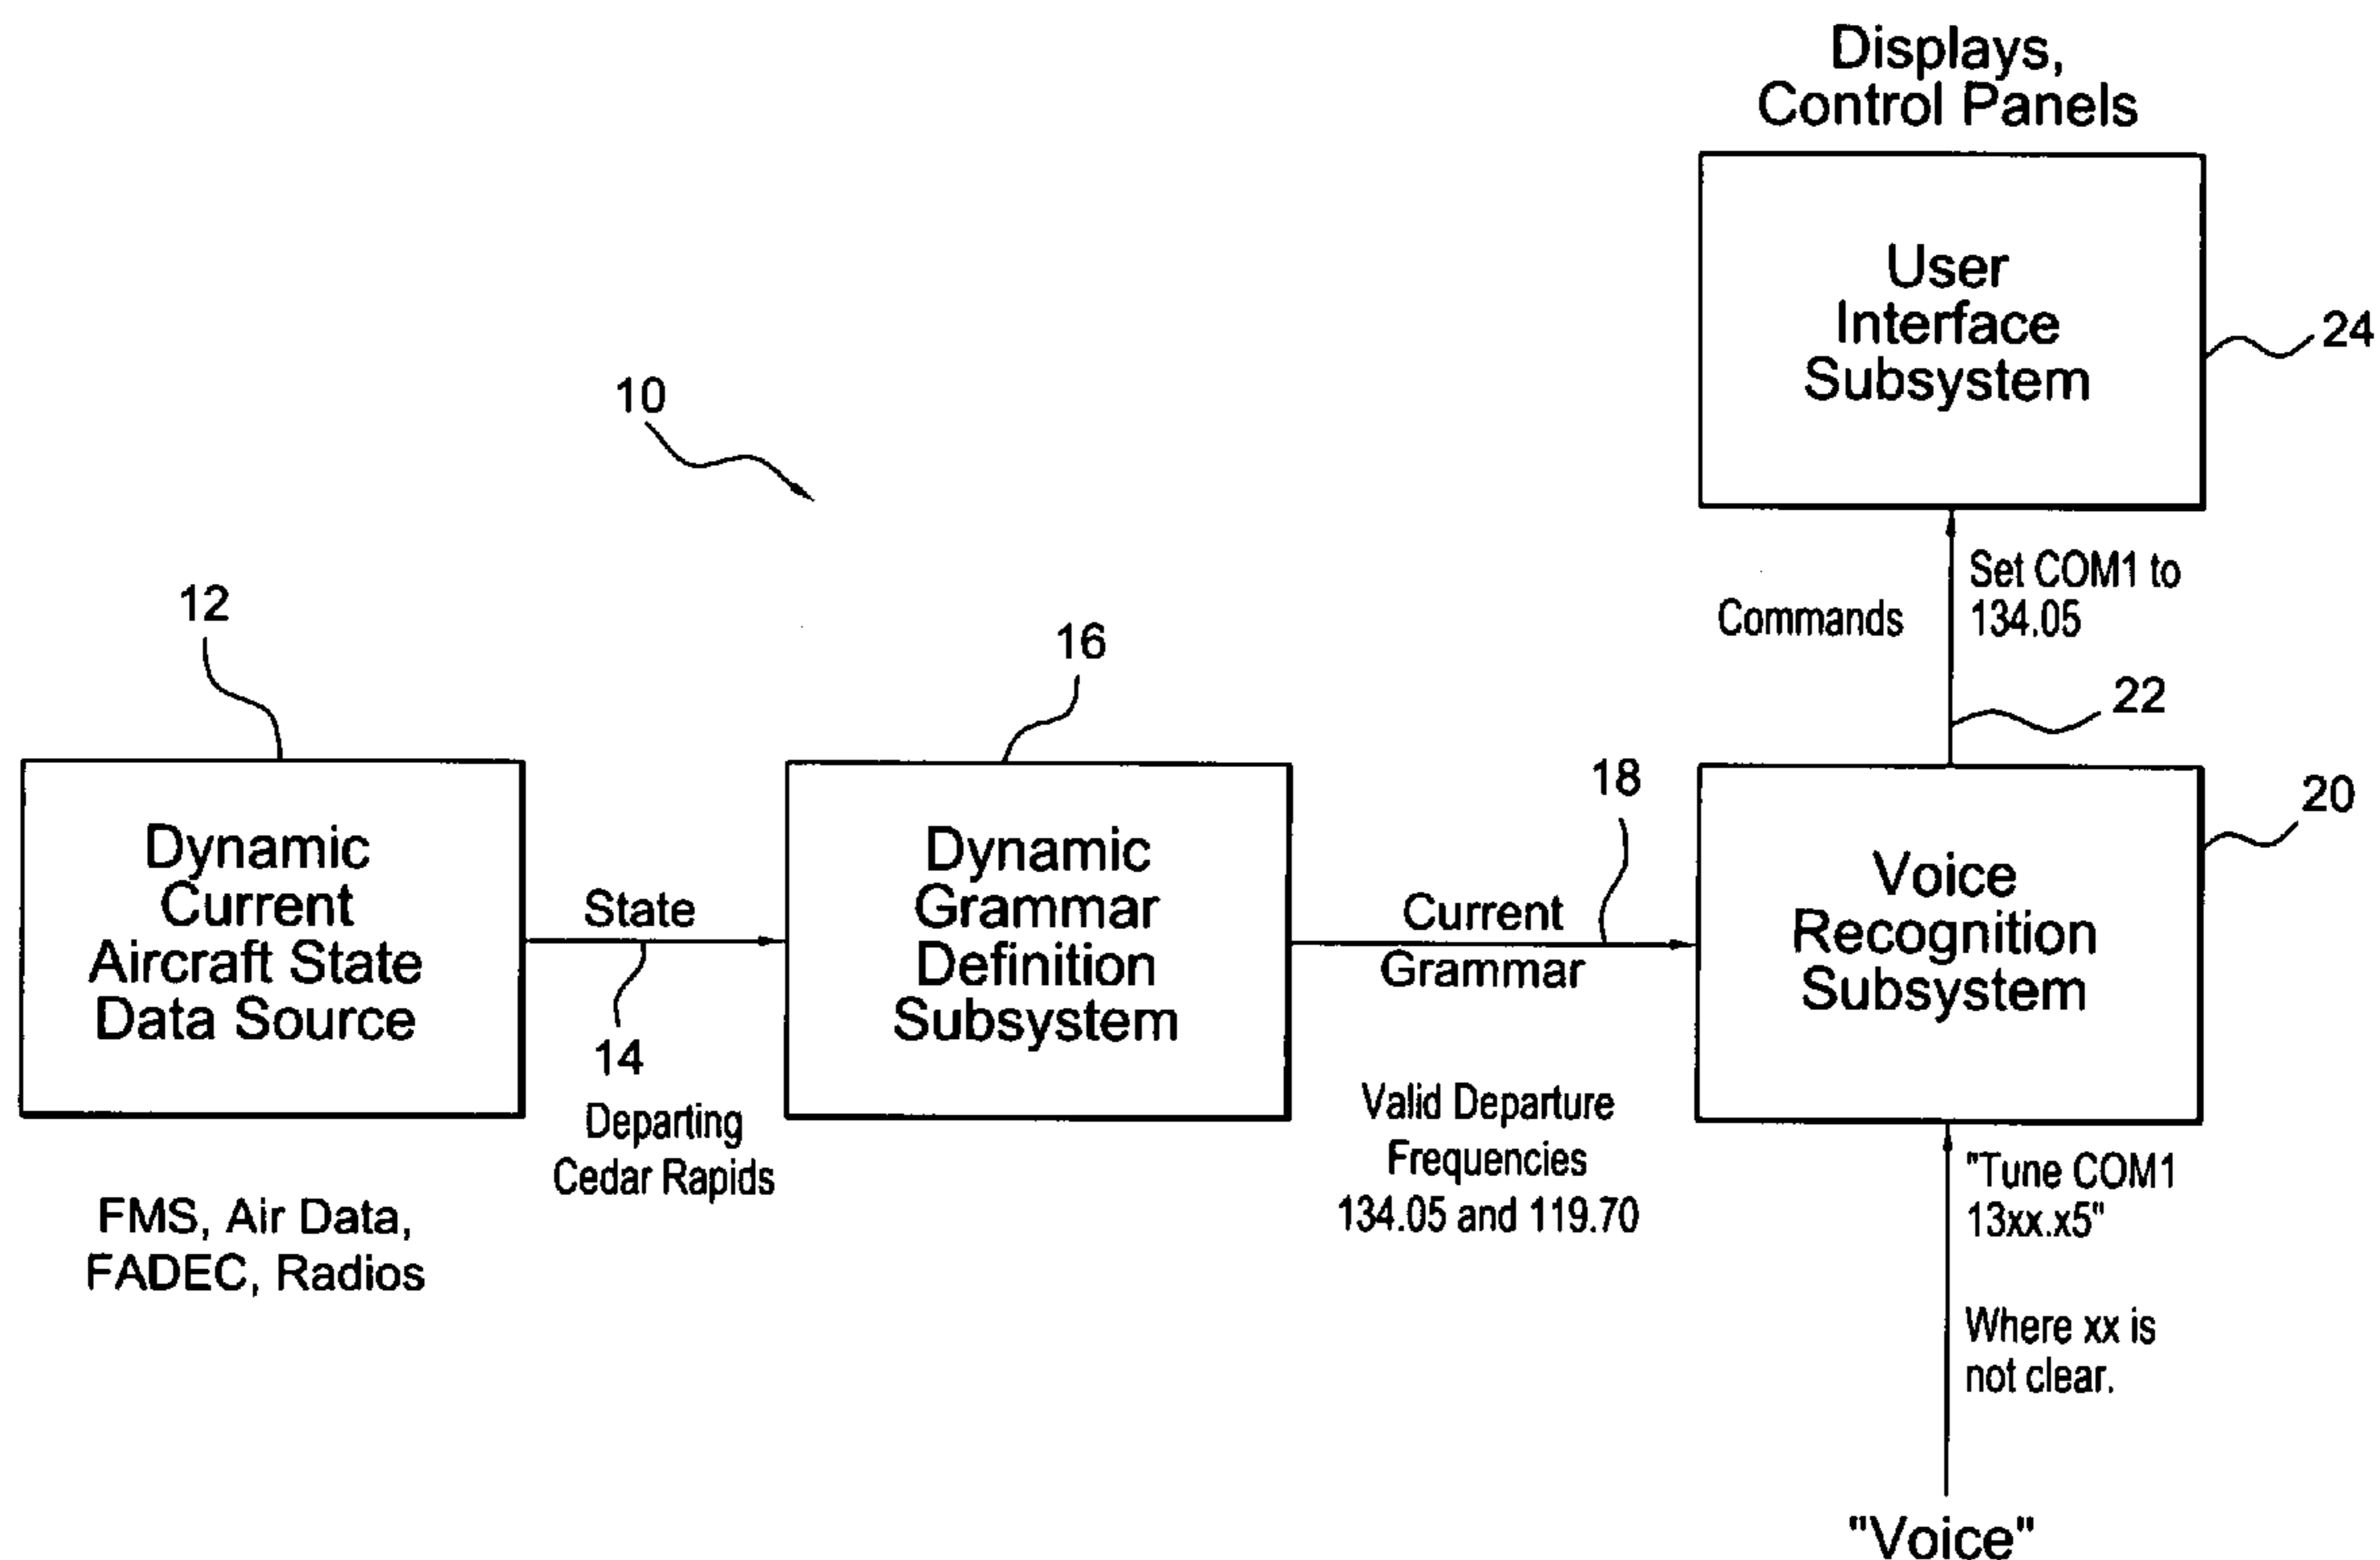 Displays,
Control Panels
User
Interface
Subsystem
24
10
Set COM1 to
134.05
Commands
22
12
16
18
20
Dynamic
Current
Aircraft State
Data Source
State
14
Departing
Cedar Rapids
FMS, Air Data,
FADEC, Radios
Dynamic
Grammar
Definition
Subsystem
Current
Grammar
Valid Departure
Frequencies
134.05 and 119.70
Voice
Recognition
Subsystem
"Tune COM1
13xx.x5"
Where xx is
not clear.
"Voice"